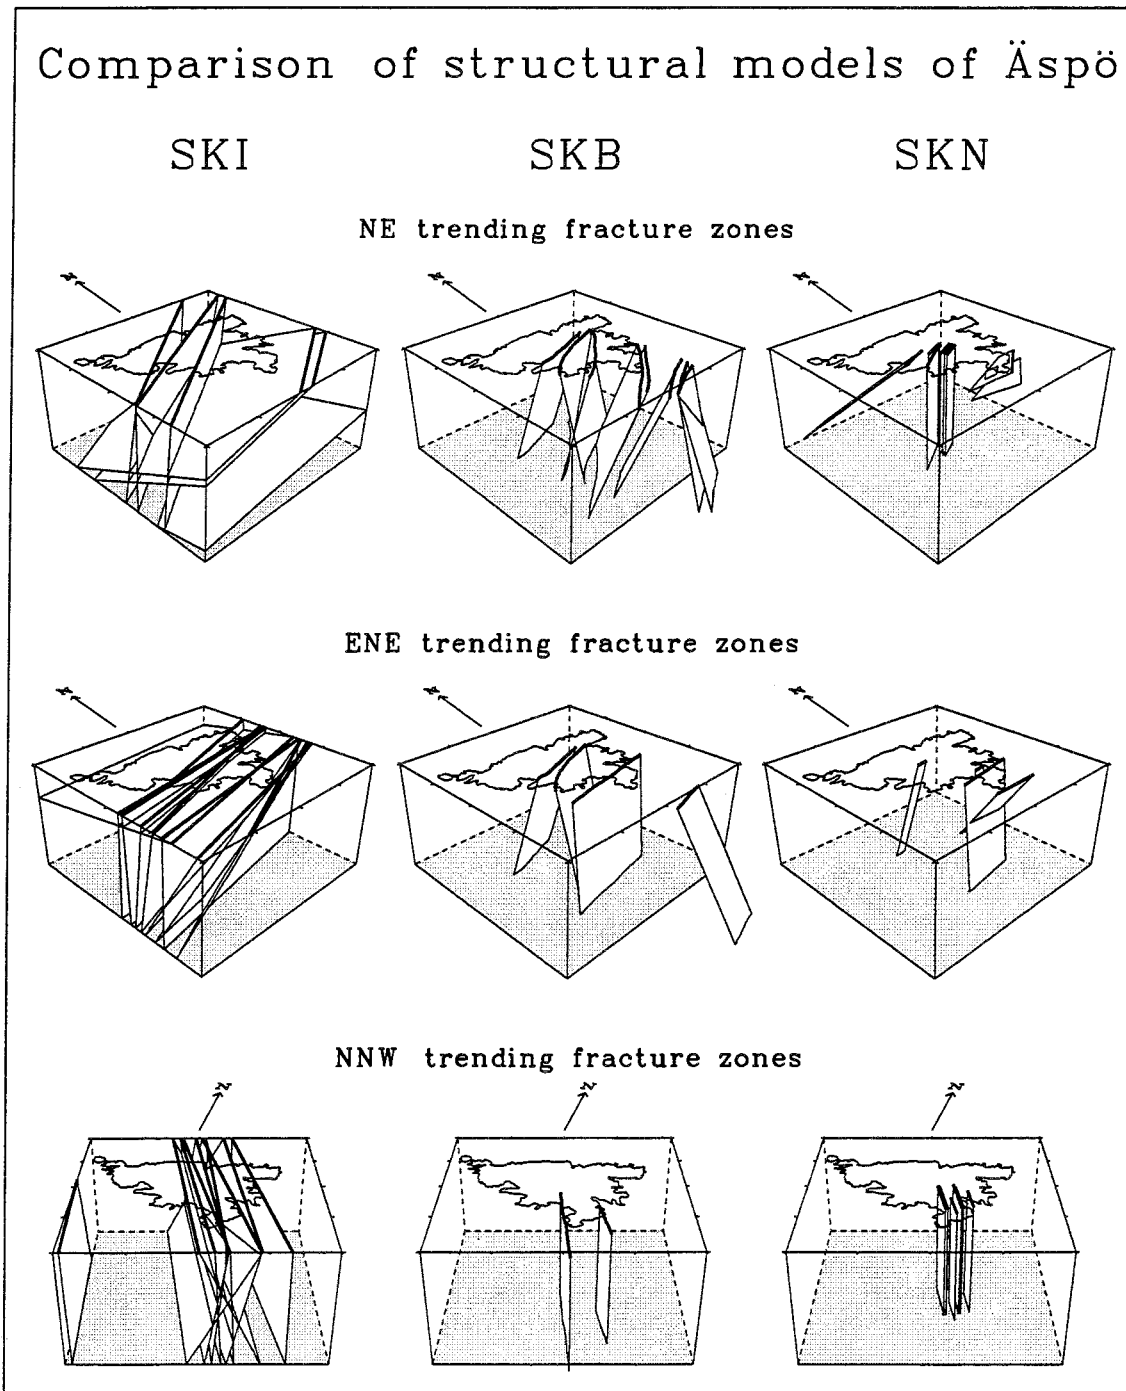 Comparison of structural models of Äspö
SKI SKB SKN
NE trending fracture zones
N N N
ENE trending fracture zones
N N N
NNW trending fracture zones
N N N